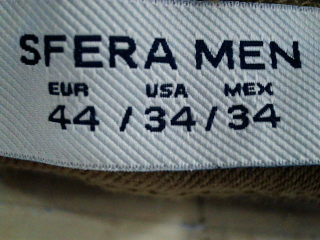 SFERA MEN
EUR USA MEX
44 / 34 / 34